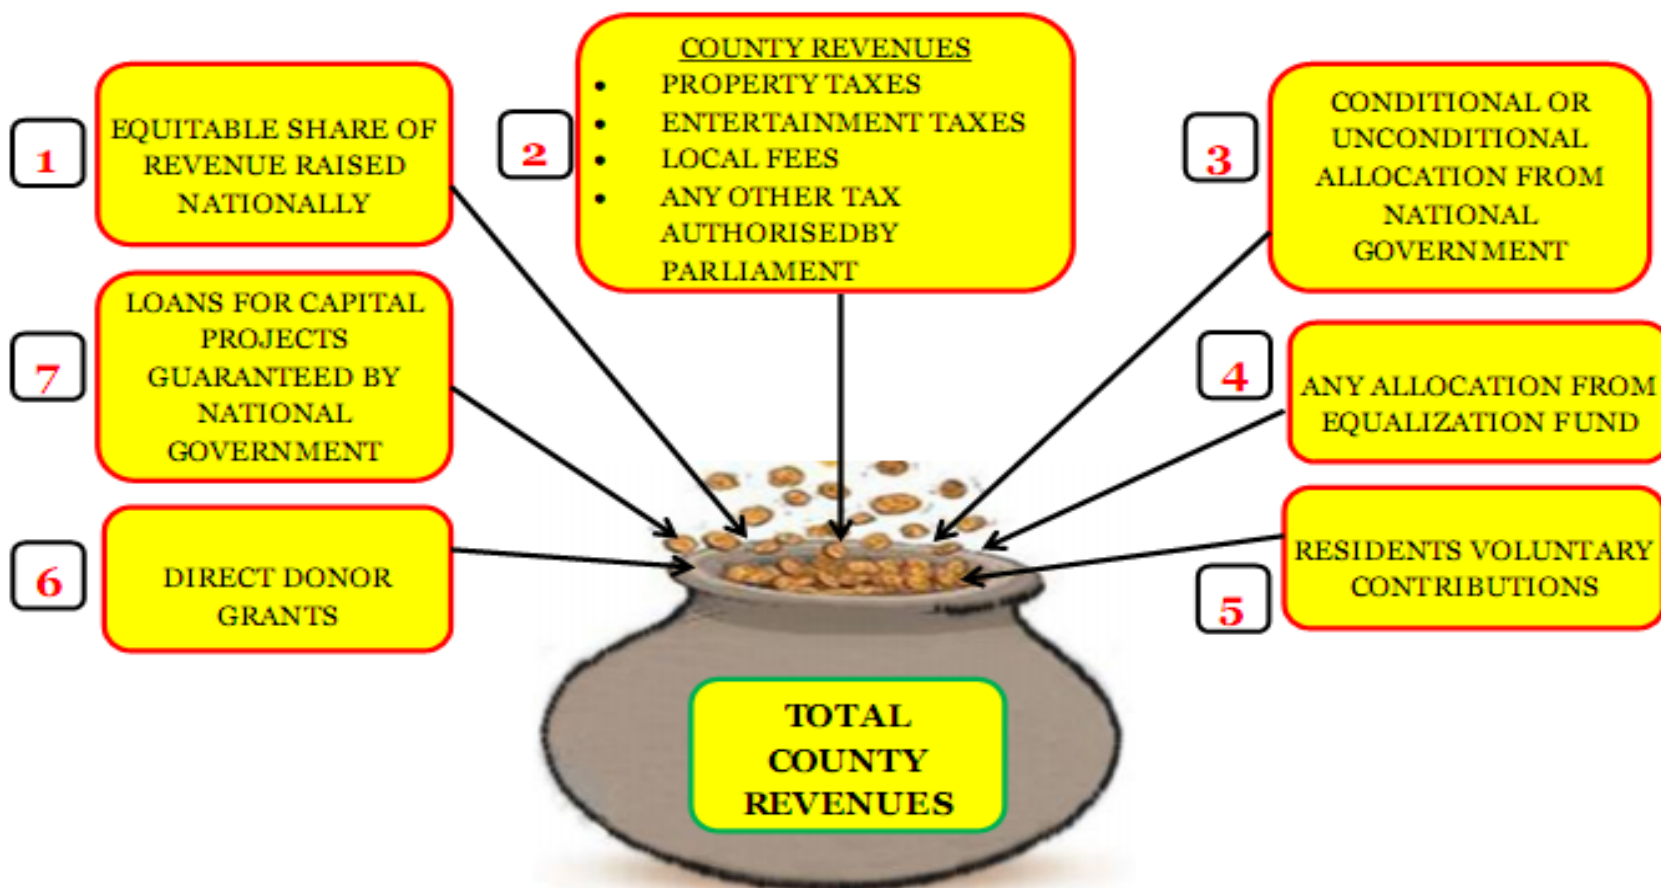 1
EQUITABLE SHARE OF
REVENUE RAISED
NATIONALLY
2
COUNTY REVENUES
• PROPERTY TAXES
• ENTERTAINMENT TAXES
• LOCAL FEES
• ANY OTHER TAX
AUTHORISEDBY
PARLIAMENT
3
CONDITIONAL OR
UNCONDITIONAL
ALLOCATION FROM
NATIONAL
GOVERNMENT
4
ANY ALLOCATION FROM
EQUALIZATION FUND
5
RESIDENTS VOLUNTARY
CONTRIBUTIONS
6
DIRECT DONOR
GRANTS
7
LOANS FOR CAPITAL
PROJECTS
GUARANTEED BY
NATIONAL
GOVERNMENT
TOTAL
COUNTY
REVENUES